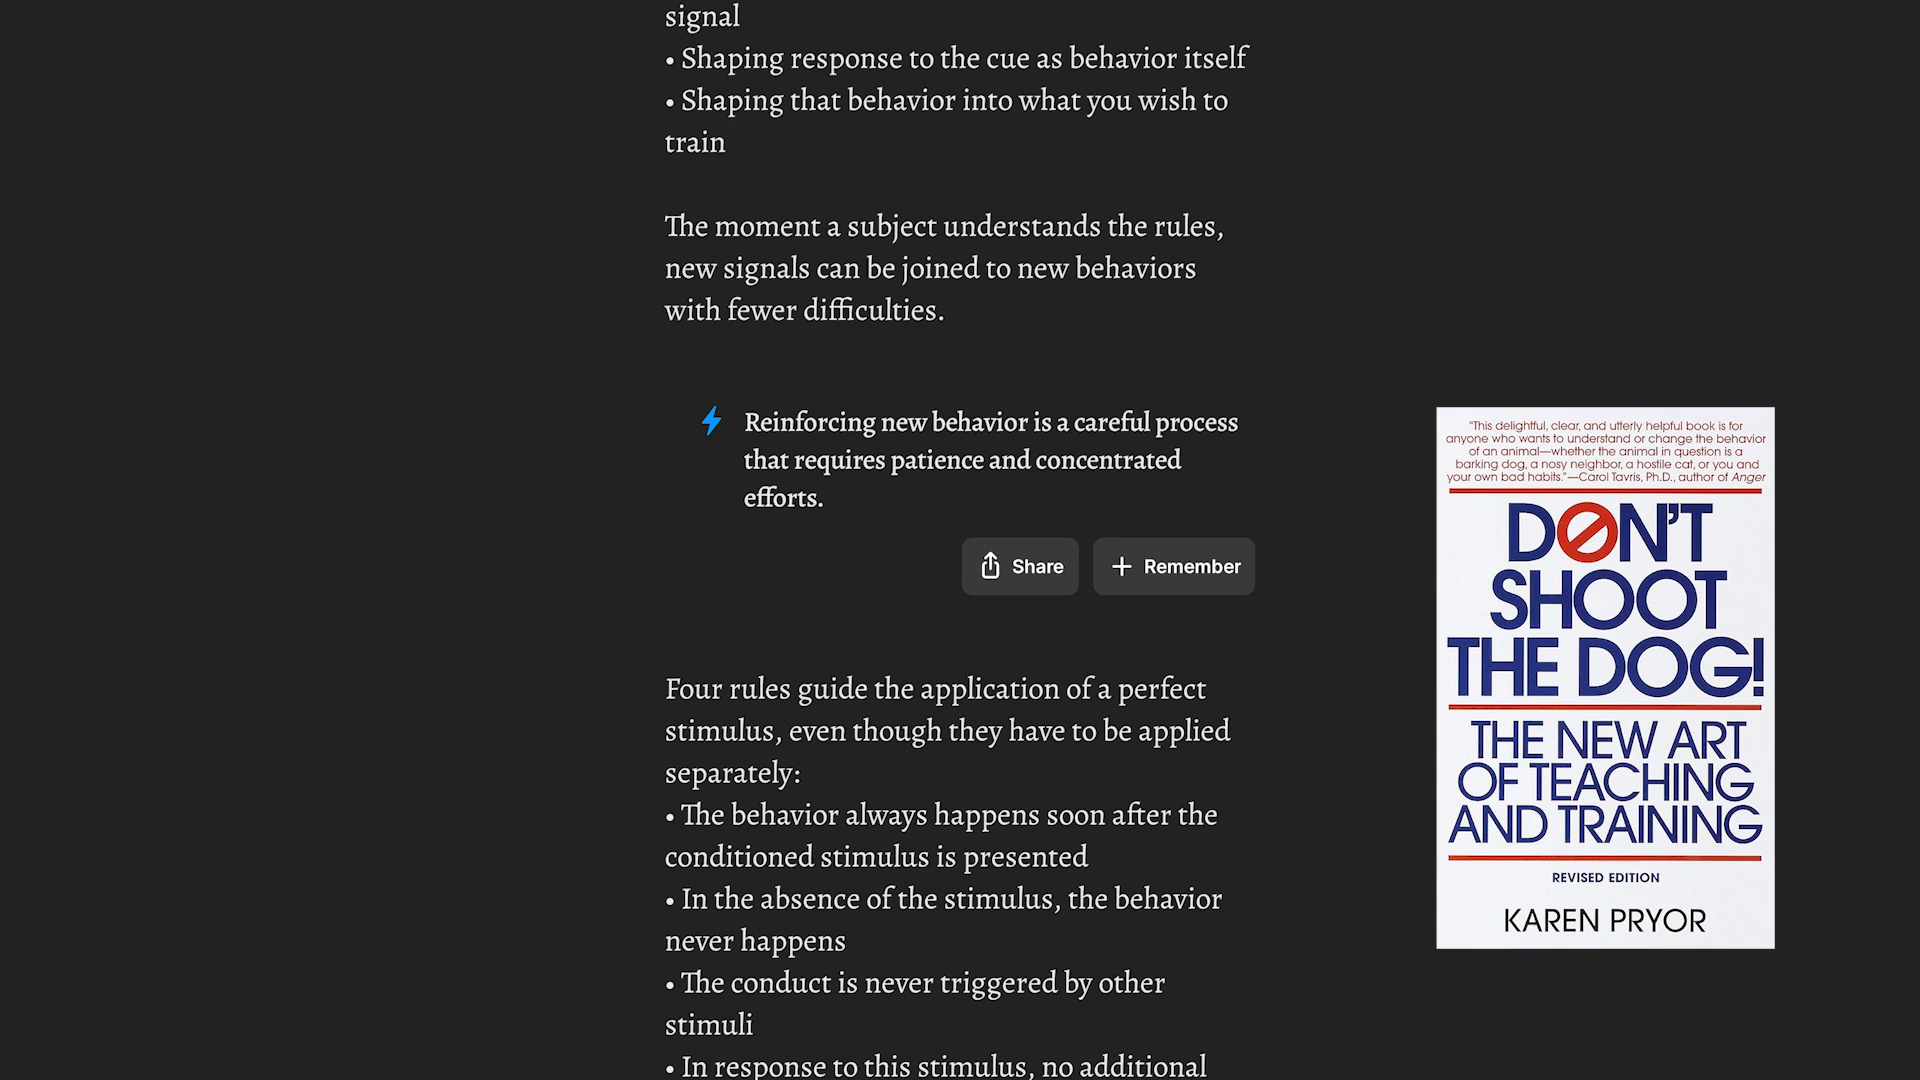 signal
• Shaping response to the cue as behavior itself
• Shaping that behavior into what you wish to
train
The moment a subject understands the rules,
new signals can be joined to new behaviors
with fewer difficulties.
Reinforcing new behavior is a careful process
that requires patience and concentrated
efforts.
Share
Remember
Four rules guide the application of a perfect
stimulus, even though they have to be applied
separately:
• The behavior always happens soon after the
conditioned stimulus is presented
• In the absence of the stimulus, the behavior
never happens
• The conduct is never triggered by other
stimuli
• In response to this stimulus, no additional
"This delightful, clear, and utterly helpful book is for
anyone who wants to understand or change the behavior
of an animal—whether the animal in question is a
barking dog, a nosy neighbor, a hostile cat, or you and
your own bad habits."—Carol Tavris, Ph.D., author of Anger
DON'T
SHOOT
THE DOG!
THE NEW ART
OF TEACHING
AND TRAINING
REVISED EDITION
KAREN PRYOR